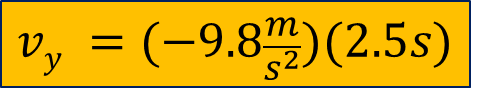 v_y = (−9.8 m/s²)(2.5s)